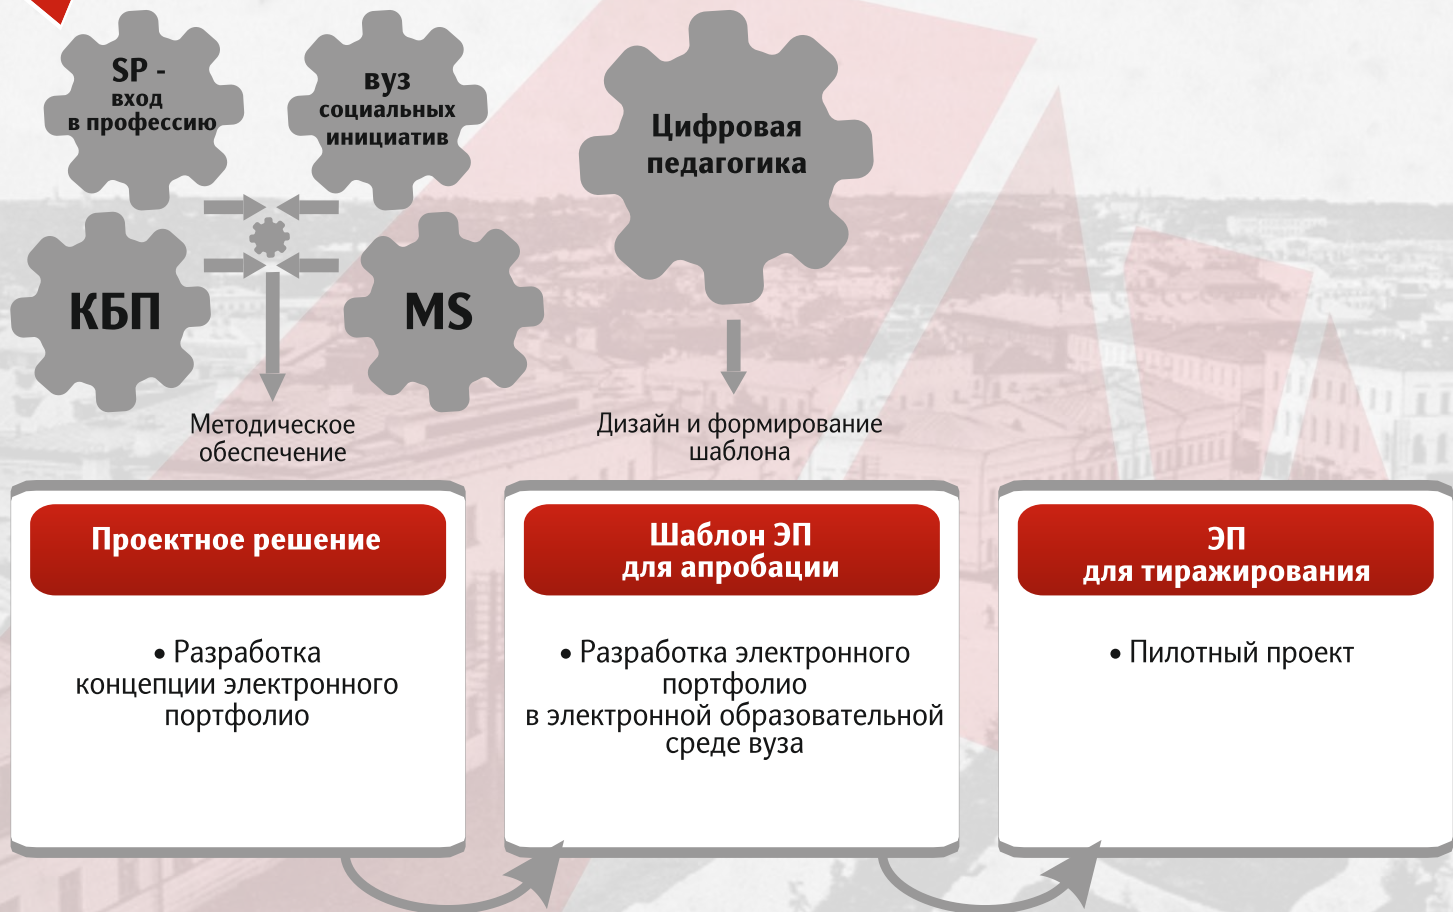 SP -
вход
в профессию
вуз
социальных
инициатив
Цифровая
педагогика
КБП
MS
Методическое
обеспечение
Дизайн и формирование
шаблона
Проектное решение
• Разработка
концепции электронного
портфолио
Шаблон ЭП
для апробации
• Разработка электронного
портфолио
в электронной образовательной
среде вуза
ЭП
для тиражирования
• Пилотный проект